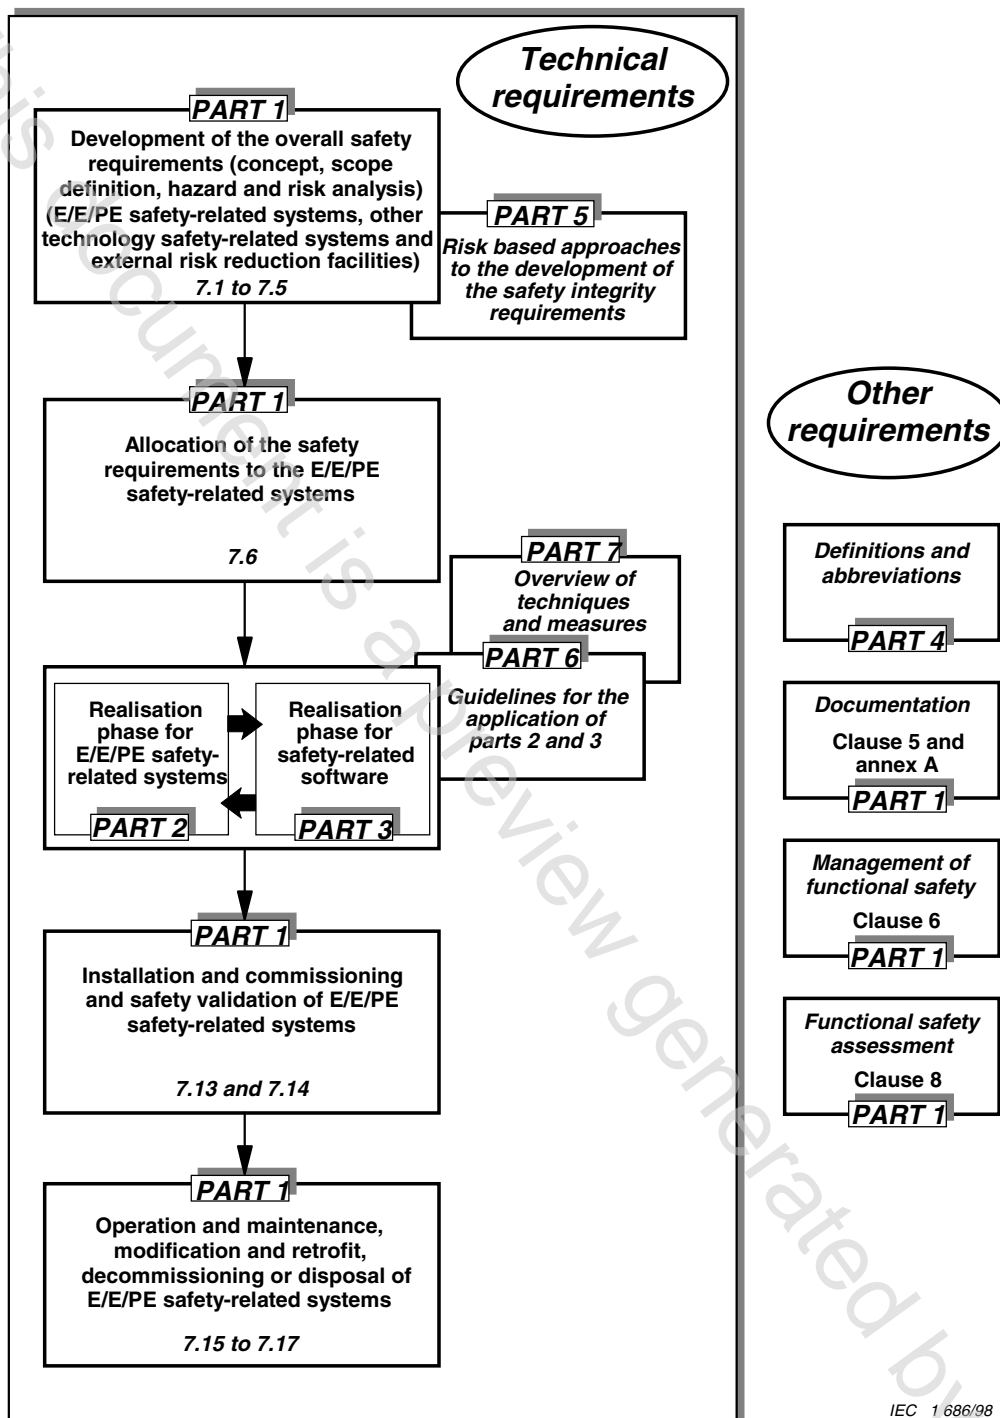 Technical
requirements
PART 1
Development of the overall safety
requirements (concept, scope
definition, hazard and risk analysis)
(E/E/PE safety-related systems, other
technology safety-related systems and
external risk reduction facilities)
7.1 to 7.5
PART 5
Risk based approaches
to the development of
the safety integrity
requirements
PART 1
Allocation of the safety
requirements to the E/E/PE
safety-related systems
7.6
PART 7
Overview of
techniques
and measures
PART 6
Guidelines for the
application of
parts 2 and 3
Realisation
phase for
E/E/PE safety-
related systems
PART 2
Realisation
phase for
safety-related
software
PART 3
PART 1
Installation and commissioning
and safety validation of E/E/PE
safety-related systems
7.13 and 7.14
PART 1
Operation and maintenance,
modification and retrofit,
decommissioning or disposal of
E/E/PE safety-related systems
7.15 to 7.17
Other
requirements
Definitions and
abbreviations
PART 4
Documentation
Clause 5 and
annex A
PART 1
Management of
functional safety
Clause 6
PART 1
Functional safety
assessment
Clause 8
PART 1
IEC 1 686/98
this document is a preview generated by